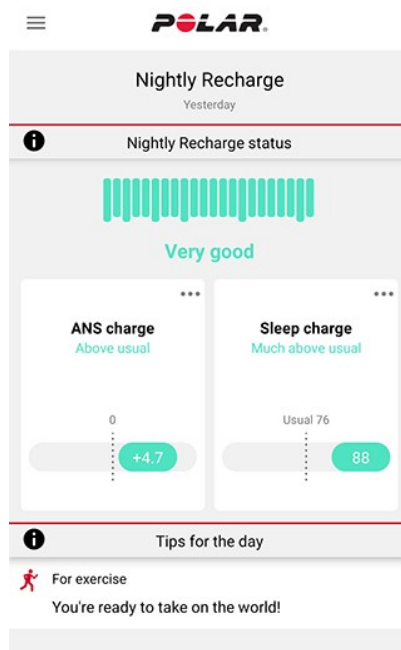 POLAR.
Nightly Recharge
Yesterday
Nightly Recharge status
Very good
ANS charge
Above usual
0
+4.7
Sleep charge
Much above usual
Usual 76
88
Tips for the day
For exercise
You're ready to take on the world!